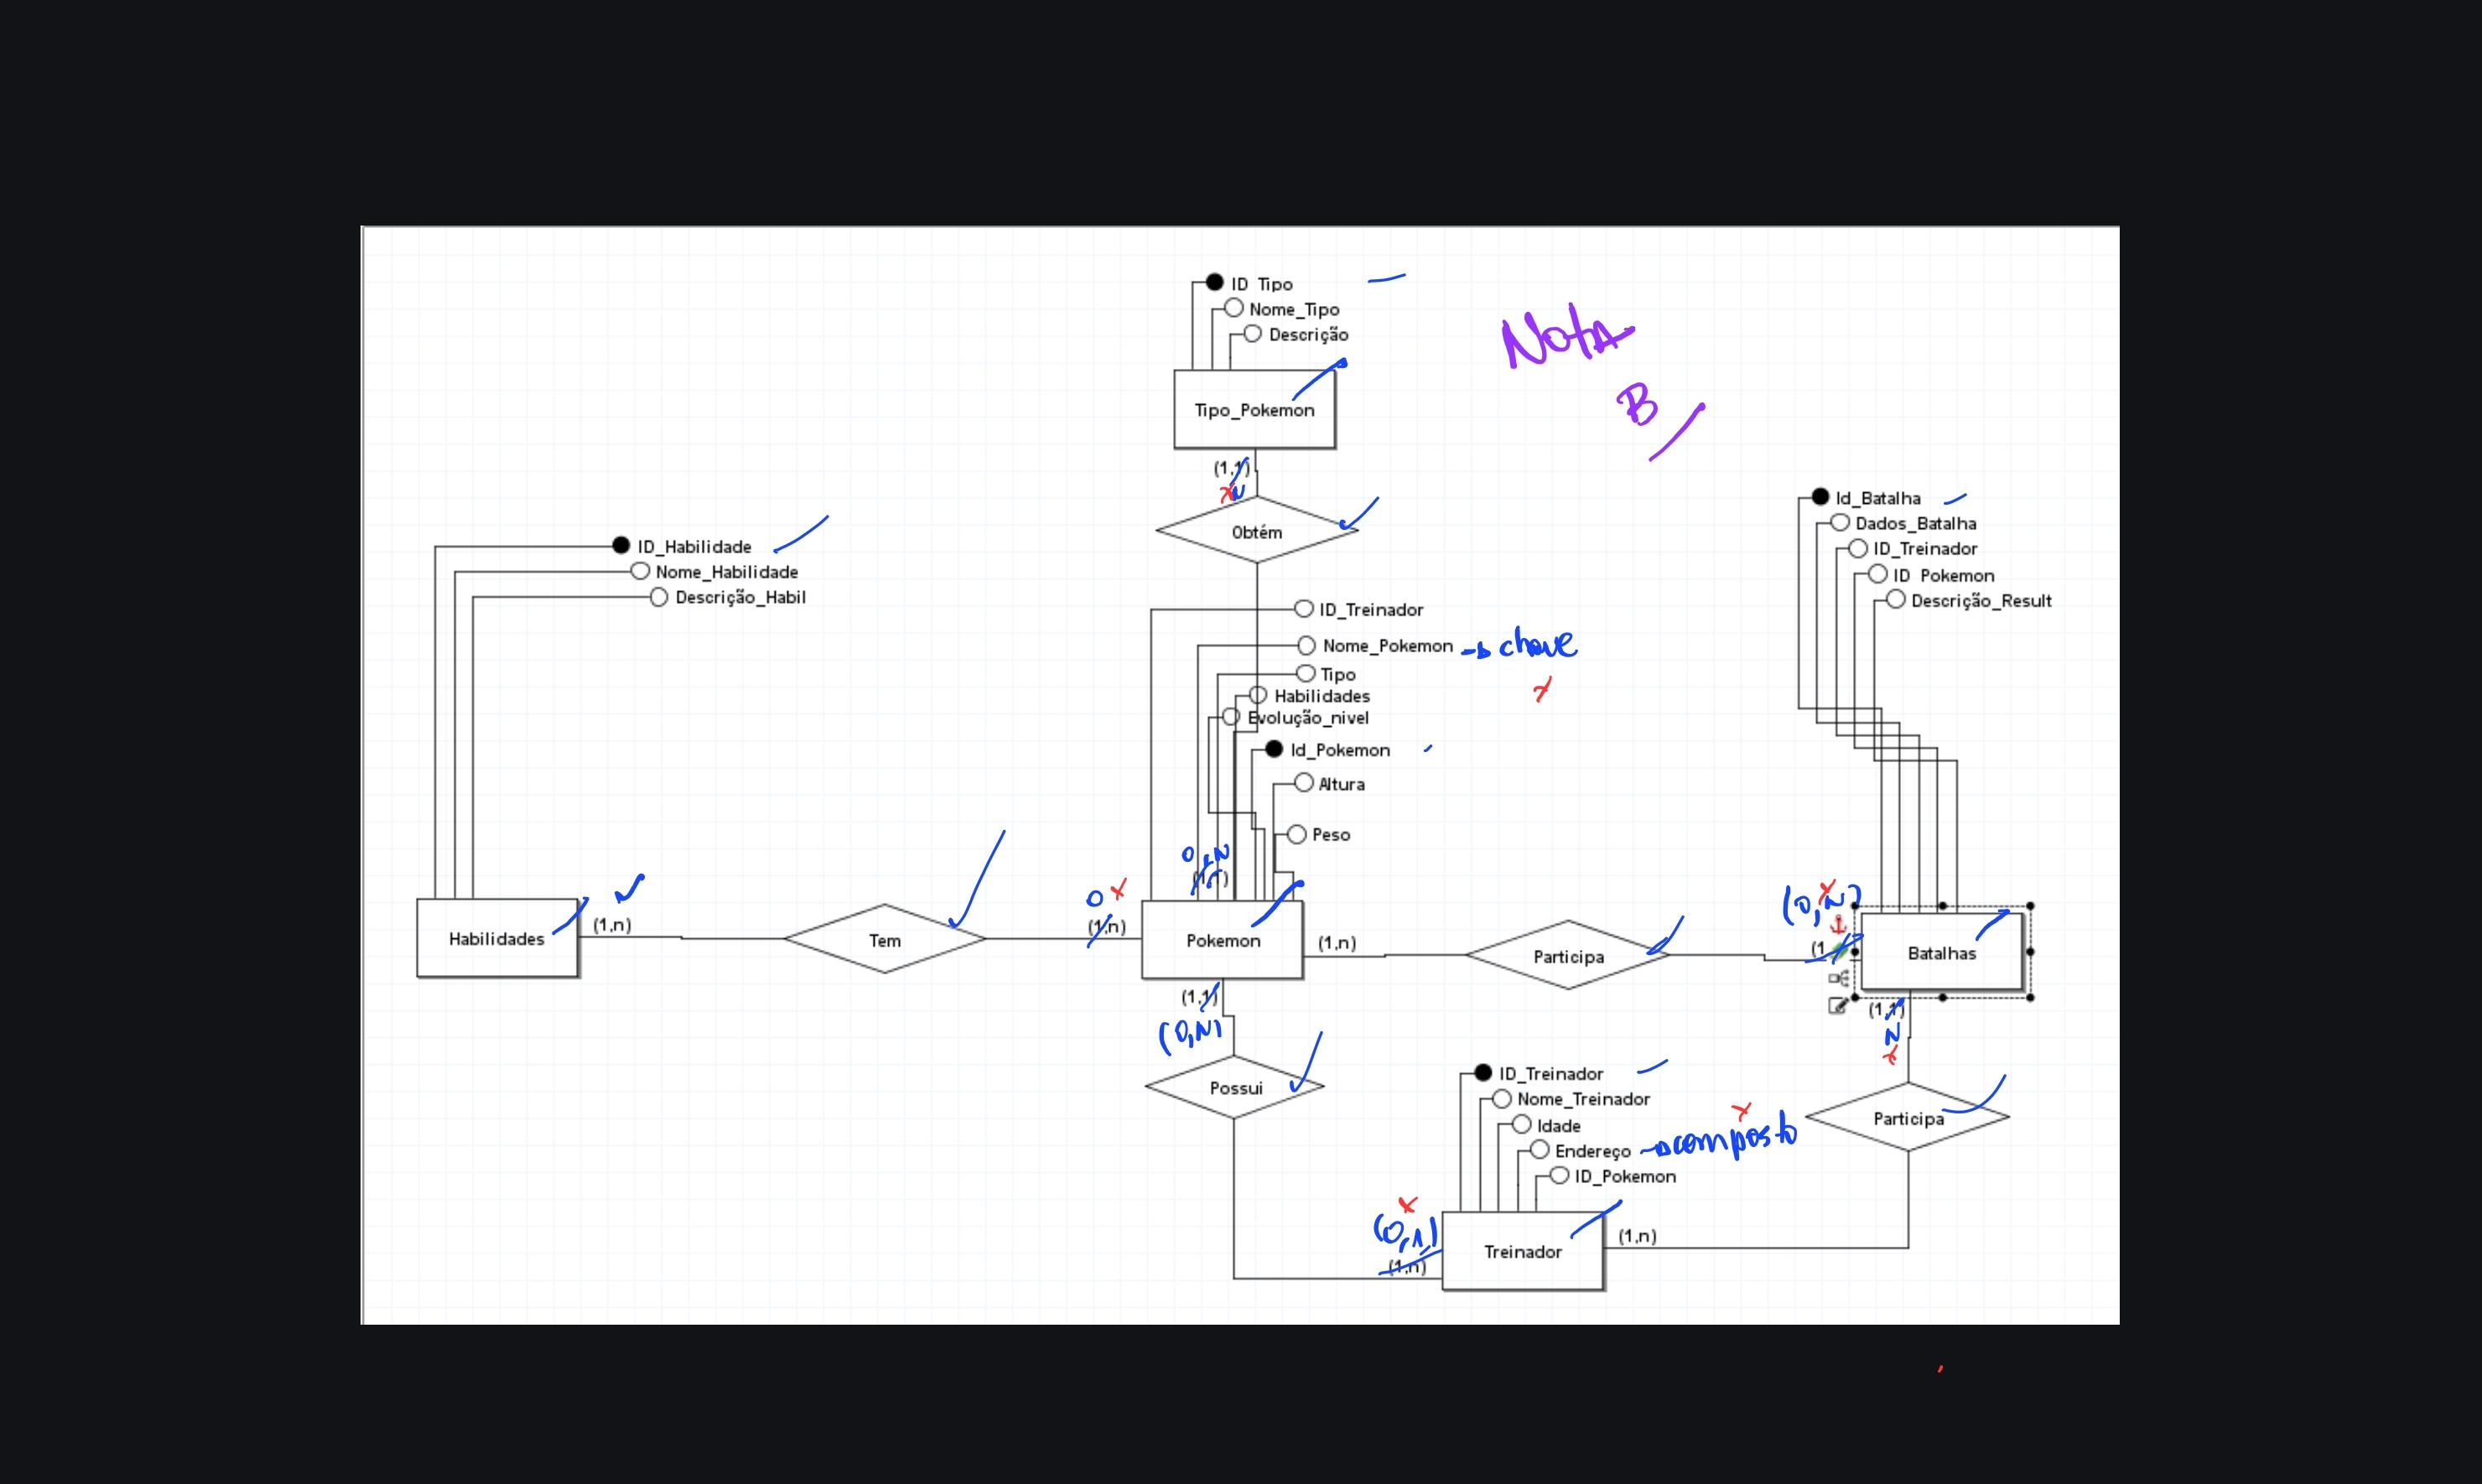 ID_Tipo
Nome_Tipo
Descrição
Nota
B
Tipo_Pokemon
(1,1)
x N
Obtém
Id_Batalha
Dados_Batalha
ID_Treinador
ID_Pokemon
Descrição_Result
ID_Habilidade
Nome_Habilidade
Descrição_Habil
ID_Treinador
Nome_Pokemon → chave
x
Tipo
Habilidades
Evolução_nivel
Id_Pokemon
Altura
Peso
0,N
0 x
(0,N) x
Habilidades
(1,n)
Tem
(1,n)
Pokemon
(1,n)
Participa
(1
Batalhas
(1,1)
(0,N)
(1,1)
N
x
Possui
ID_Treinador
Nome_Treinador
Idade
x
Endereço → composto
ID_Pokemon
Participa
x
(0,1)
(1,n)
Treinador
(1,n)